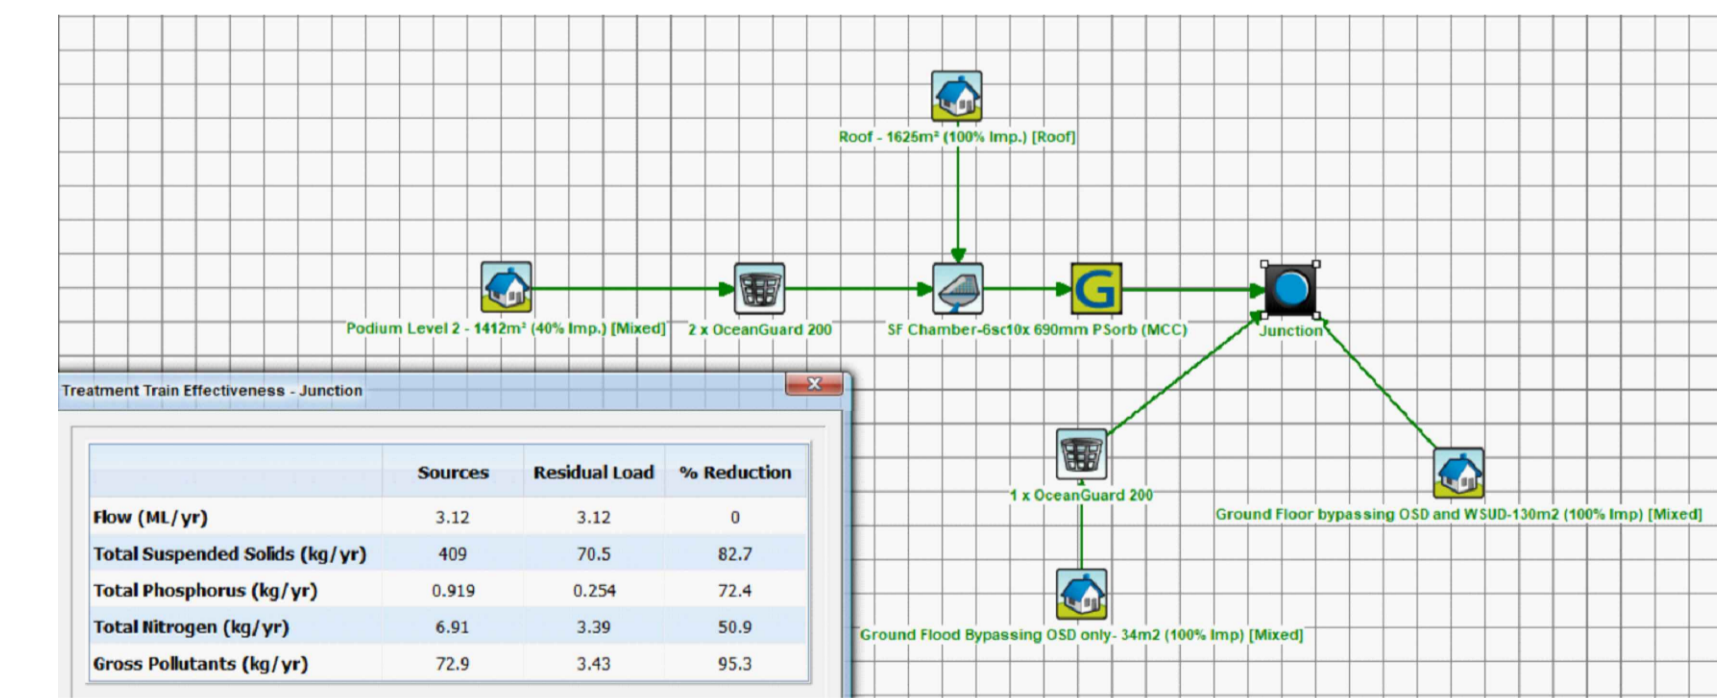 Roof - 1625m² (100% Imp.) [Roof]
Podium Level 2 - 1412m² (40% Imp.) [Mixed]
2 x OceanGuard 200
SF Chamber-6sc10x 690mm PSorb (MCC)
G
Junction
1 x OceanGuard 200
Ground Floor bypassing OSD and WSUD-130m2 (100% Imp) [Mixed]
Ground Flood Bypassing OSD only- 34m2 (100% Imp) [Mixed]
Treatment Train Effectiveness - Junction
x
Sources Residual Load % Reduction
Flow (ML/yr) 3.12 3.12 0
Total Suspended Solids (kg/yr) 409 70.5 82.7
Total Phosphorus (kg/yr) 0.919 0.254 72.4
Total Nitrogen (kg/yr) 6.91 3.39 50.9
Gross Pollutants (kg/yr) 72.9 3.43 95.3